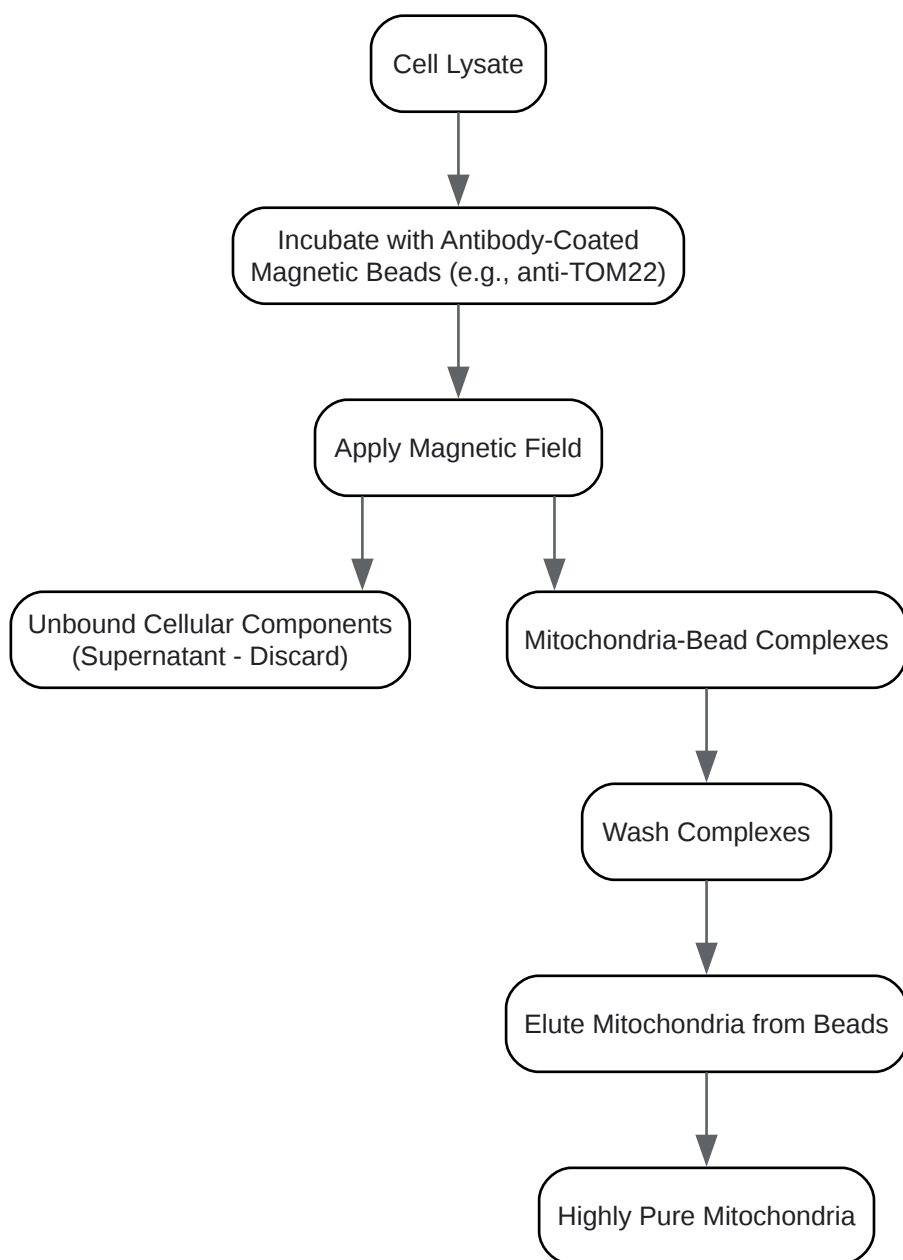 Cell Lysate
Incubate with Antibody-Coated
Magnetic Beads (e.g., anti-TOM22)
Apply Magnetic Field
Unbound Cellular Components
(Supernatant - Discard)
Mitochondria-Bead Complexes
Wash Complexes
Elute Mitochondria from Beads
Highly Pure Mitochondria